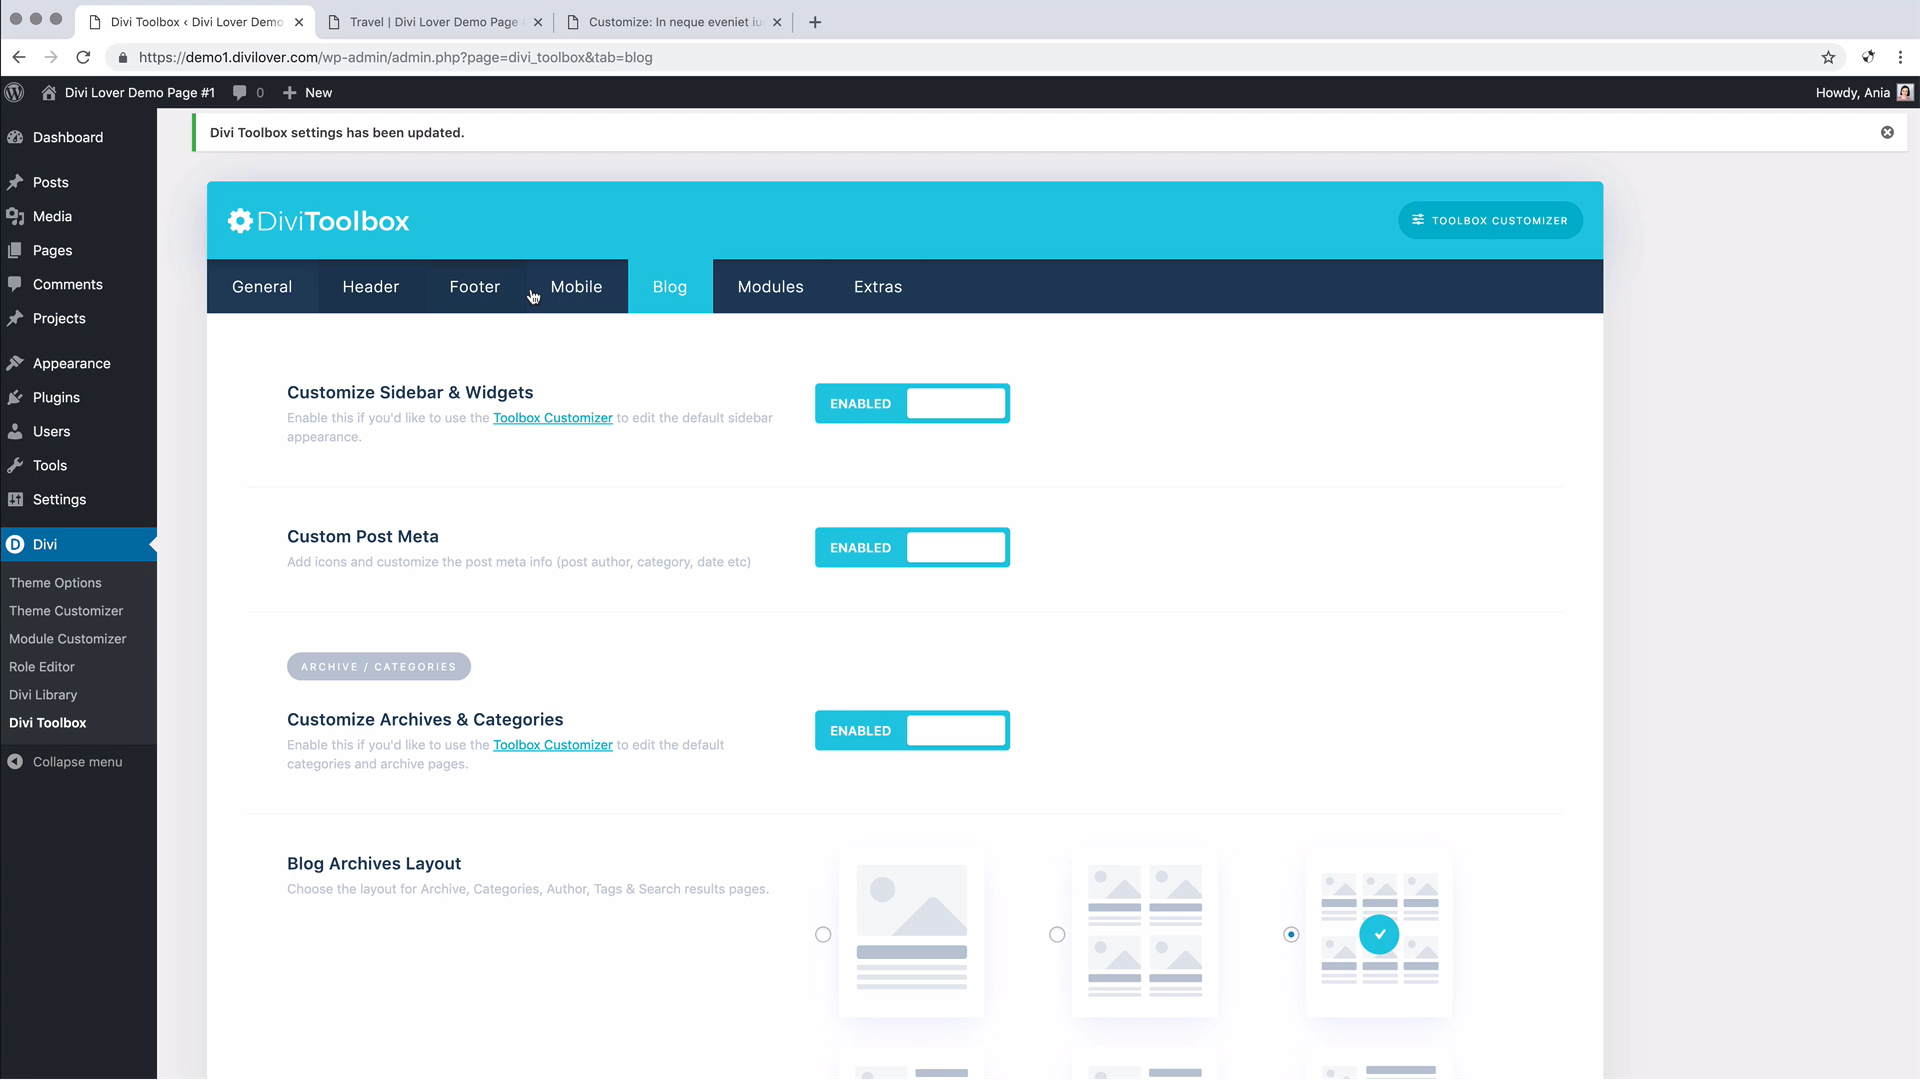 Divi Toolbox ‹ Divi Lover Demo
Travel | Divi Lover Demo Page
Customize: In neque eveniet iu
https://demo1.divilover.com/wp-admin/admin.php?page=divi_toolbox&tab=blog
Divi Lover Demo Page #1
0
New
Howdy, Ania
Dashboard
Posts
Media
Pages
Comments
Projects
Appearance
Plugins
Users
Tools
Settings
Divi
Theme Options
Theme Customizer
Module Customizer
Role Editor
Divi Library
Divi Toolbox
Collapse menu
Divi Toolbox settings has been updated.
DiviToolbox
TOOLBOX CUSTOMIZER
General
Header
Footer
Mobile
Blog
Modules
Extras
Customize Sidebar & Widgets
Enable this if you'd like to use the Toolbox Customizer to edit the default sidebar
appearance.
ENABLED
Custom Post Meta
Add icons and customize the post meta info (post author, category, date etc)
ENABLED
ARCHIVE / CATEGORIES
Customize Archives & Categories
Enable this if you'd like to use the Toolbox Customizer to edit the default
categories and archive pages.
ENABLED
Blog Archives Layout
Choose the layout for Archive, Categories, Author, Tags & Search results pages.